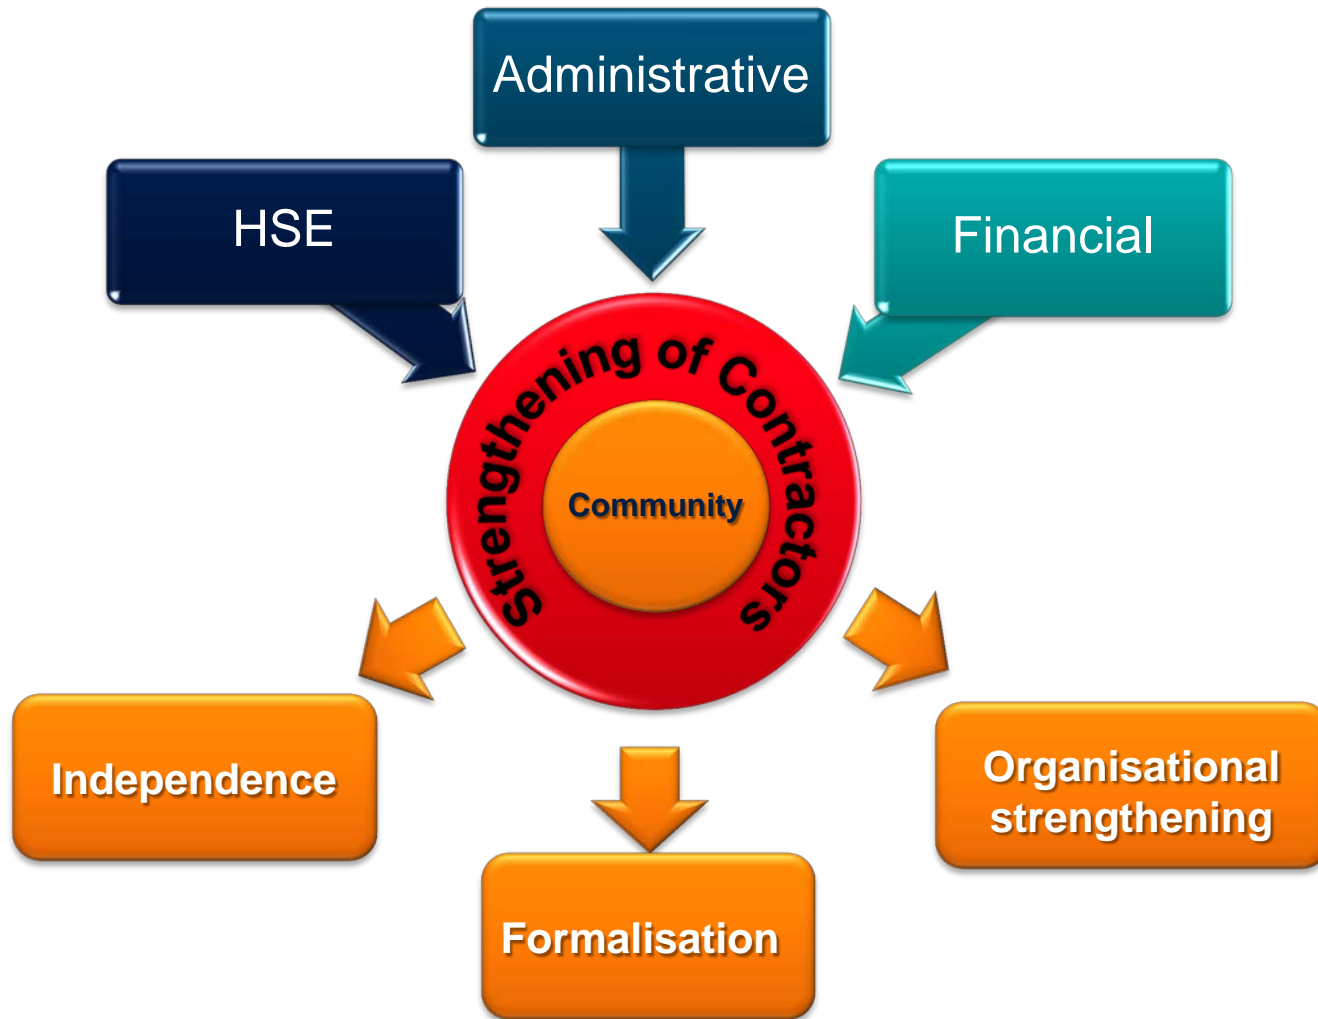 Administrative
HSE
Financial
Strengthening of Contractors
Community
Independence
Organisational
strengthening
Formalisation